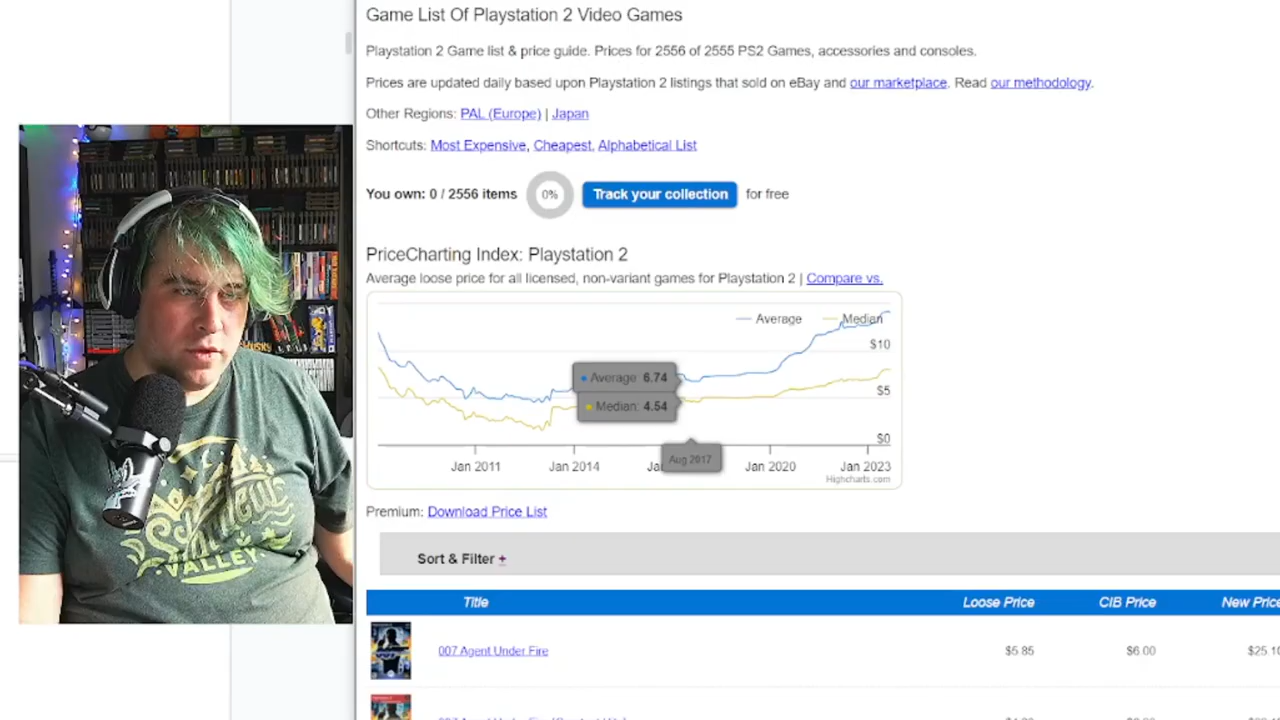 Game List Of Playstation 2 Video Games
Playstation 2 Game list & price guide. Prices for 2556 of 2555 PS2 Games, accessories and consoles.
Prices are updated daily based upon Playstation 2 listings that sold on eBay and our marketplace. Read our methodology.
Other Regions: PAL (Europe) | Japan
Shortcuts: Most Expensive, Cheapest, Alphabetical List
You own: 0 / 2556 items 0% Track your collection for free
PriceCharting Index: Playstation 2
Average loose price for all licensed, non-variant games for Playstation 2 | Compare vs.
Average Median
$10
Average 6.74
$5
Median: 4.54
$0
Aug 2017
Jan 2011 Jan 2014 Jan 2020 Jan 2023
Highcharts.com
Premium: Download Price List
Sort & Filter +
Title Loose Price CIB Price New Price
007 Agent Under Fire $5.85 $6.00 $25.10
VALLEY